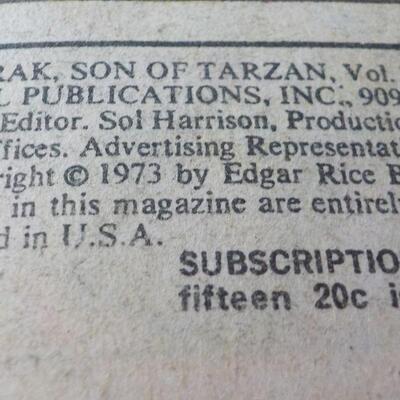 RAK, SON OF TARZAN, Vol.
L PUBLICATIONS, INC., 909
Editor. Sol Harrison, Productio
ffices. Advertising Representat
right © 1973 by Edgar Rice B
in this magazine are entirel
d in U.S.A.
SUBSCRIPTIO
fifteen 20c i